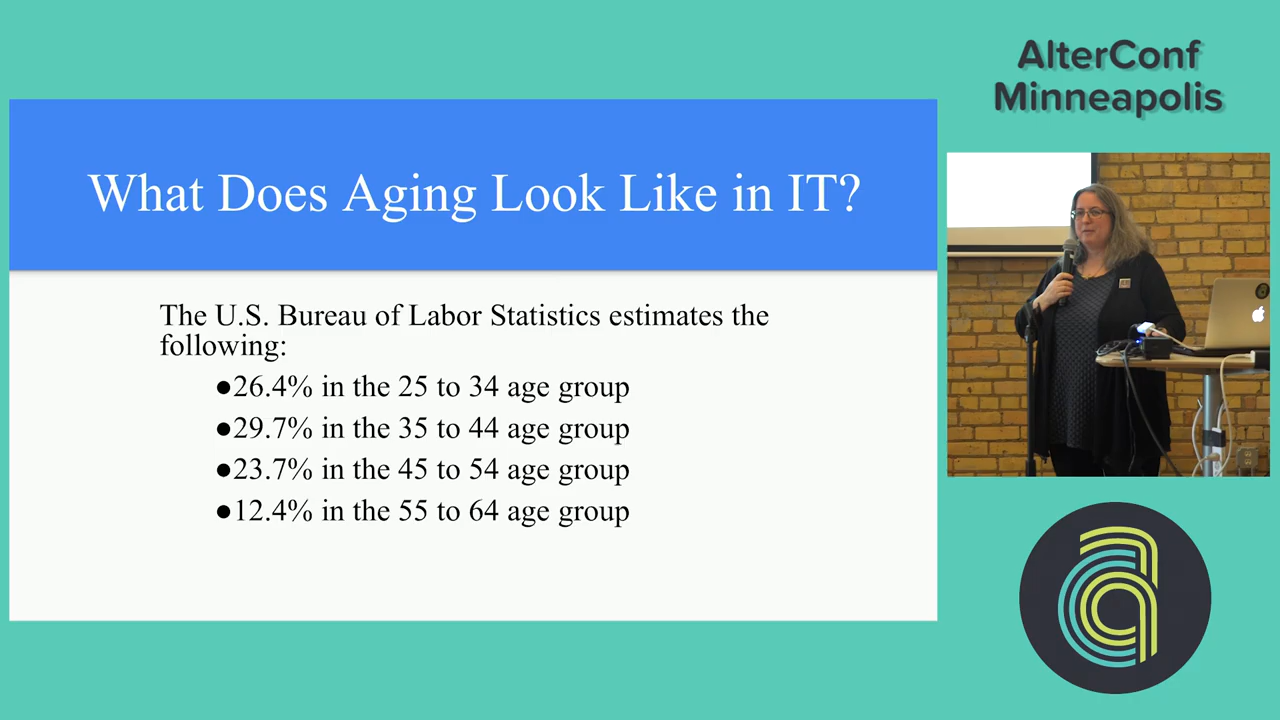 AlterConf
Minneapolis
What Does Aging Look Like in IT?
The U.S. Bureau of Labor Statistics estimates the
following:
●26.4% in the 25 to 34 age group
●29.7% in the 35 to 44 age group
●23.7% in the 45 to 54 age group
●12.4% in the 55 to 64 age group